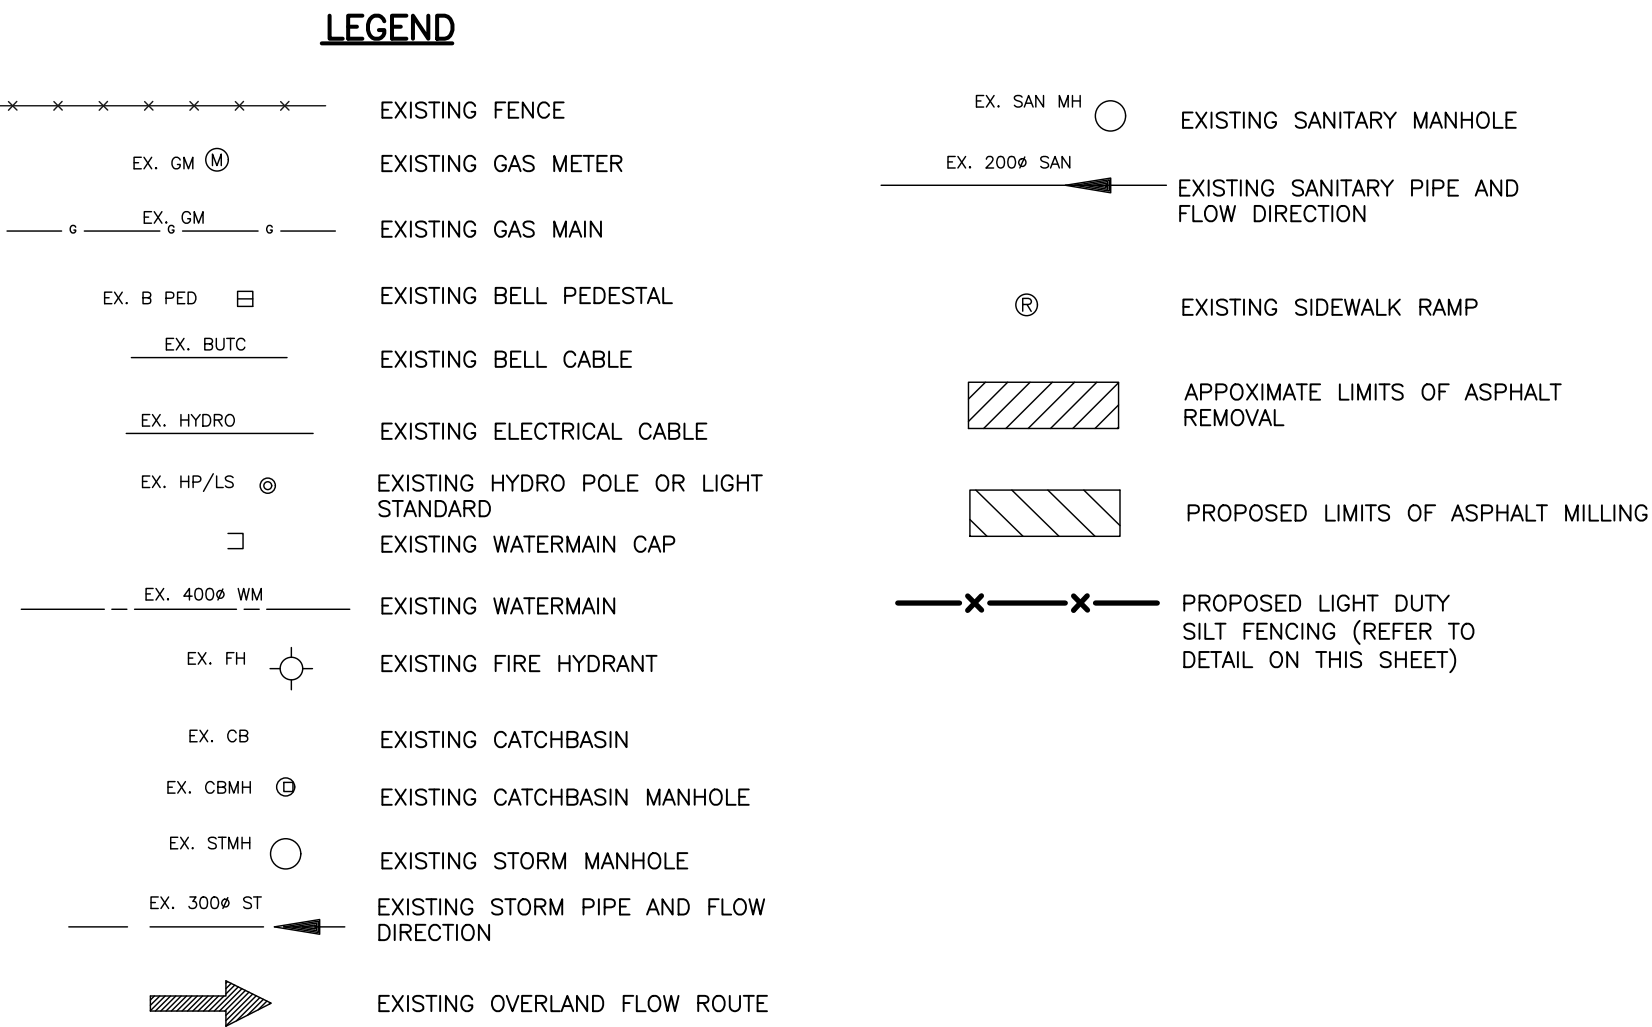 LEGEND
EXISTING FENCE
EX. GM M EXISTING GAS METER
EX. GM
G G G EXISTING GAS MAIN
EX. B PED EXISTING BELL PEDESTAL
EX. BUTC
EXISTING BELL CABLE
EX. HYDRO
EXISTING ELECTRICAL CABLE
EX. HP/LS EXISTING HYDRO POLE OR LIGHT
STANDARD
EXISTING WATERMAIN CAP
EX. 400ø WM
EXISTING WATERMAIN
EX. FH EXISTING FIRE HYDRANT
EX. CB EXISTING CATCHBASIN
EX. CBMH EXISTING CATCHBASIN MANHOLE
EX. STMH
EXISTING STORM MANHOLE
EX. 300ø ST EXISTING STORM PIPE AND FLOW
DIRECTION
EXISTING OVERLAND FLOW ROUTE
EX. SAN MH
EXISTING SANITARY MANHOLE
EX. 200ø SAN
EXISTING SANITARY PIPE AND
FLOW DIRECTION
R EXISTING SIDEWALK RAMP
APPOXIMATE LIMITS OF ASPHALT
REMOVAL
PROPOSED LIMITS OF ASPHALT MILLING
PROPOSED LIGHT DUTY
SILT FENCING (REFER TO
DETAIL ON THIS SHEET)